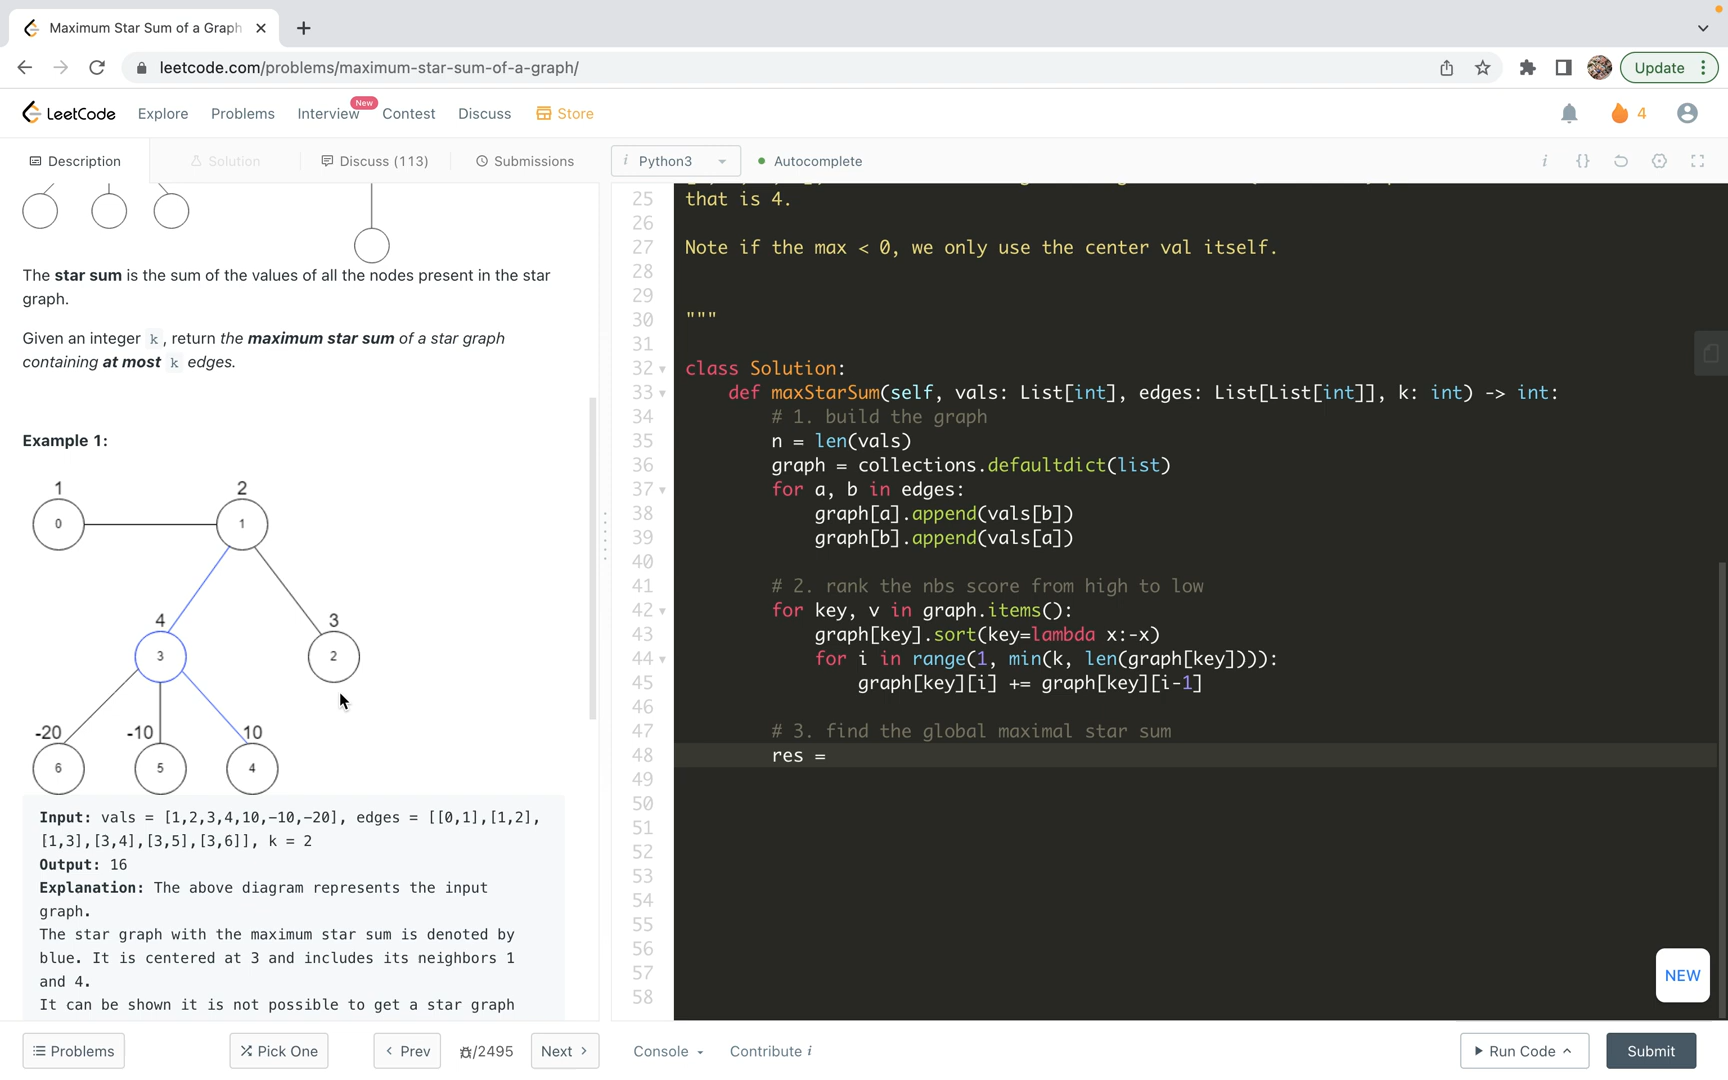 Maximum Star Sum of a Graph
leetcode.com/problems/maximum-star-sum-of-a-graph/
Update
LeetCode
Explore
Problems
Interview
New
Contest
Discuss
Store
4
Description
Solution
Discuss (113)
Submissions
i Python3
Autocomplete
i {}
The star sum is the sum of the values of all the nodes present in the star
graph.
Given an integer k, return the maximum star sum of a star graph
containing at most k edges.
Example 1:
1
2
0
1
4
3
3
2
-20
-10
10
6
5
4
Input: vals = [1,2,3,4,10,-10,-20], edges = [[0,1],[1,2],
[1,3],[3,4],[3,5],[3,6]], k = 2
Output: 16
Explanation: The above diagram represents the input
graph.
The star graph with the maximum star sum is denoted by
blue. It is centered at 3 and includes its neighbors 1
and 4.
It can be shown it is not possible to get a star graph
25 that is 4.
26
27 Note if the max < 0, we only use the center val itself.
28
29
30 """
31
32 class Solution:
33 def maxStarSum(self, vals: List[int], edges: List[List[int]], k: int) -> int:
34 # 1. build the graph
35 n = len(vals)
36 graph = collections.defaultdict(list)
37 for a, b in edges:
38 graph[a].append(vals[b])
39 graph[b].append(vals[a])
40
41 # 2. rank the nbs score from high to low
42 for key, v in graph.items():
43 graph[key].sort(key=lambda x:-x)
44 for i in range(1, min(k, len(graph[key]))):
45 graph[key][i] += graph[key][i-1]
46
47 # 3. find the global maximal star sum
48 res =
49
50
51
52
53
54
55
56
57
58
NEW
Problems
Pick One
Prev
/2495
Next
Console
Contribute i
Run Code
Submit